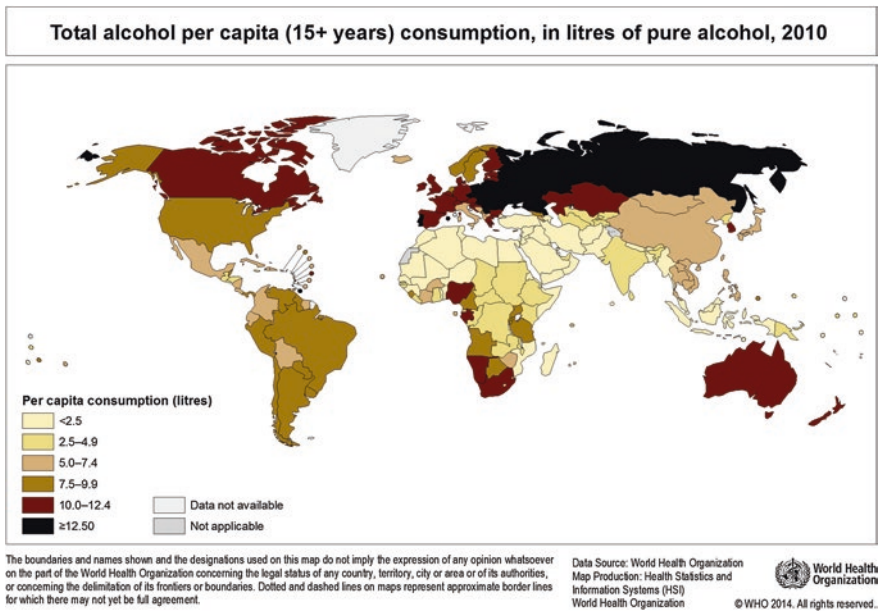 Total alcohol per capita (15+ years) consumption, in litres of pure alcohol, 2010
Per capita consumption (litres)
<2.5
2.5–4.9
5.0–7.4
7.5–9.9
10.0–12.4
≥12.50
Data not available
Not applicable
The boundaries and names shown and the designations used on this map do not imply the expression of any opinion whatsoever
on the part of the World Health Organization concerning the legal status of any country, territory, city or area or of its authorities,
or concerning the delimitation of its frontiers or boundaries. Dotted and dashed lines on maps represent approximate border lines
for which there may not yet be full agreement.
Data Source: World Health Organization
Map Production: Health Statistics and
Information Systems (HSI)
World Health Organization
World Health
Organization
© WHO 2014. All rights reserved.